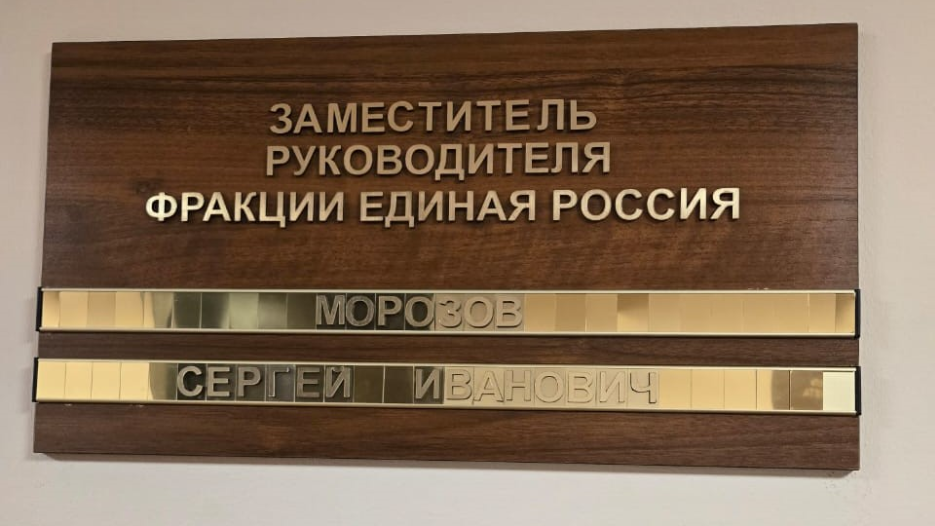 ЗАМЕСТИТЕЛЬ
РУКОВОДИТЕЛЯ
ФРАКЦИИ ЕДИНАЯ РОССИЯ
МОРОЗОВ
СЕРГЕЙ ИВАНОВИЧ